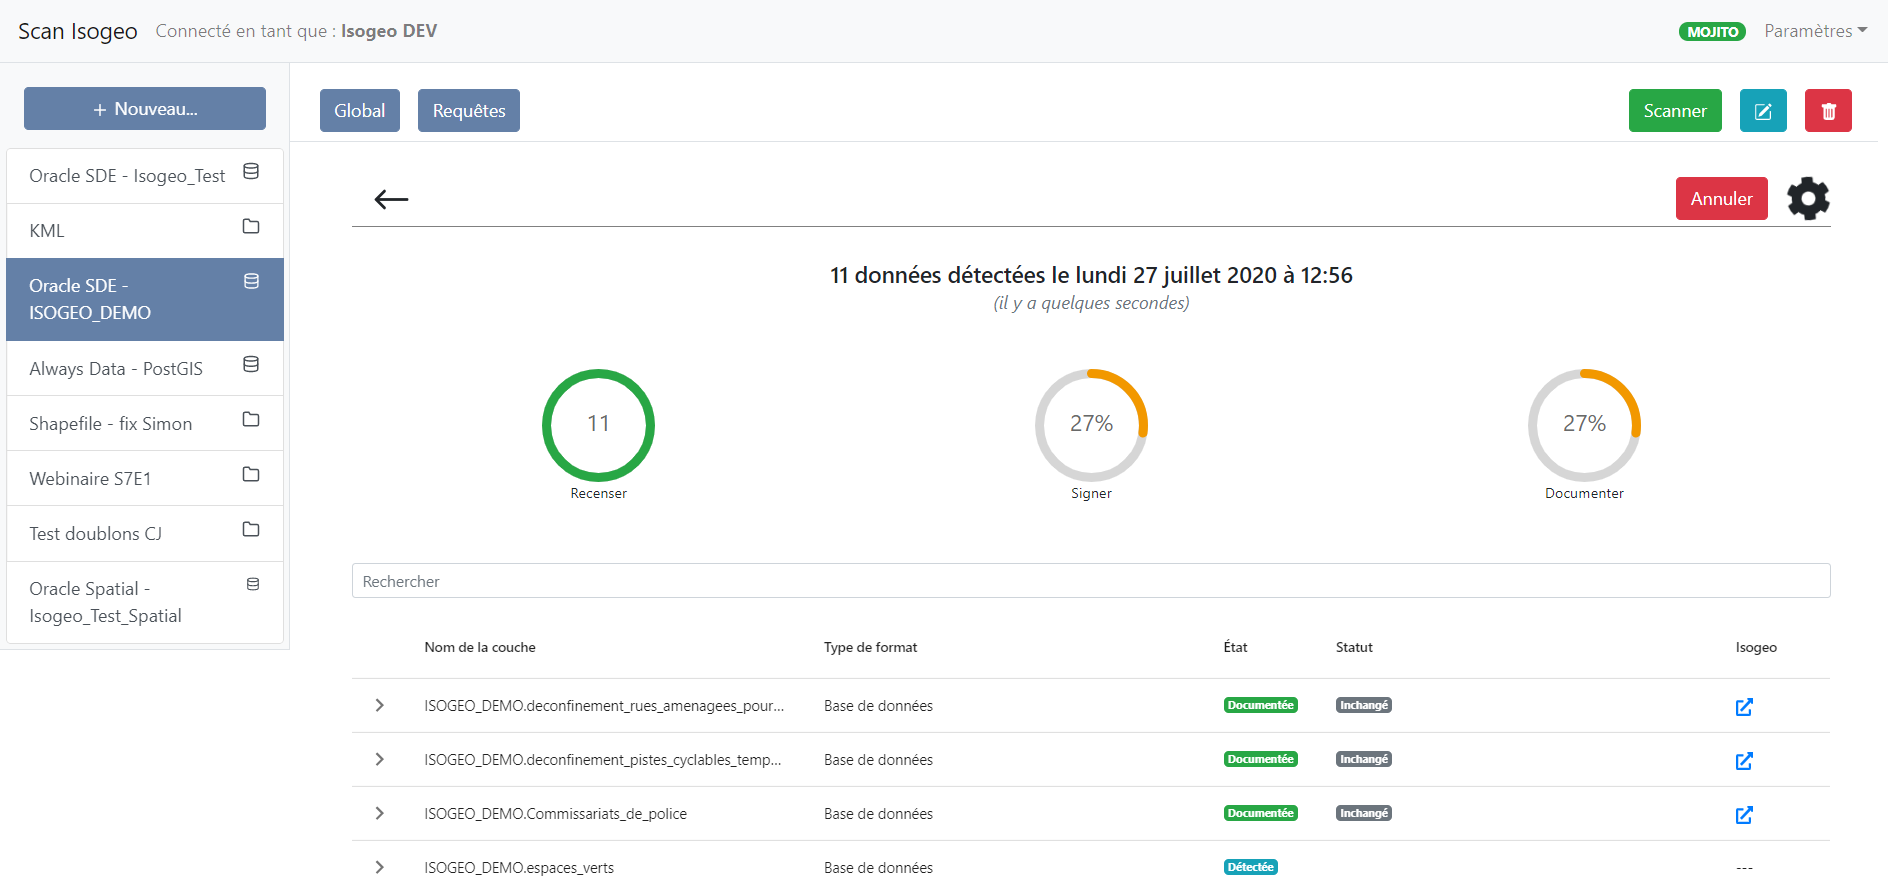 Scan Isogeo Connecté en tant que : Isogeo DEV MOJITO Paramètres
+ Nouveau...
Global Requêtes Scanner
Oracle SDE - Isogeo_Test
KML
Oracle SDE -
ISOGEO_DEMO
Always Data - PostGIS
Shapefile - fix Simon
Webinaire S7E1
Test doublons CJ
Oracle Spatial -
Isogeo_Test_Spatial
Annuler
11 données détectées le lundi 27 juillet 2020 à 12:56
(il y a quelques secondes)
11 27% 27%
Recenser Signer Documenter
Rechercher
Nom de la couche Type de format État Statut Isogeo
ISOGEO_DEMO.deconfinement_rues_amenagees_pour... Base de données Documentée Inchangé
ISOGEO_DEMO.deconfinement_pistes_cyclables_temp... Base de données Documentée Inchangé
ISOGEO_DEMO.Commissariats_de_police Base de données Documentée Inchangé
ISOGEO_DEMO.espaces_verts Base de données Détectée ---